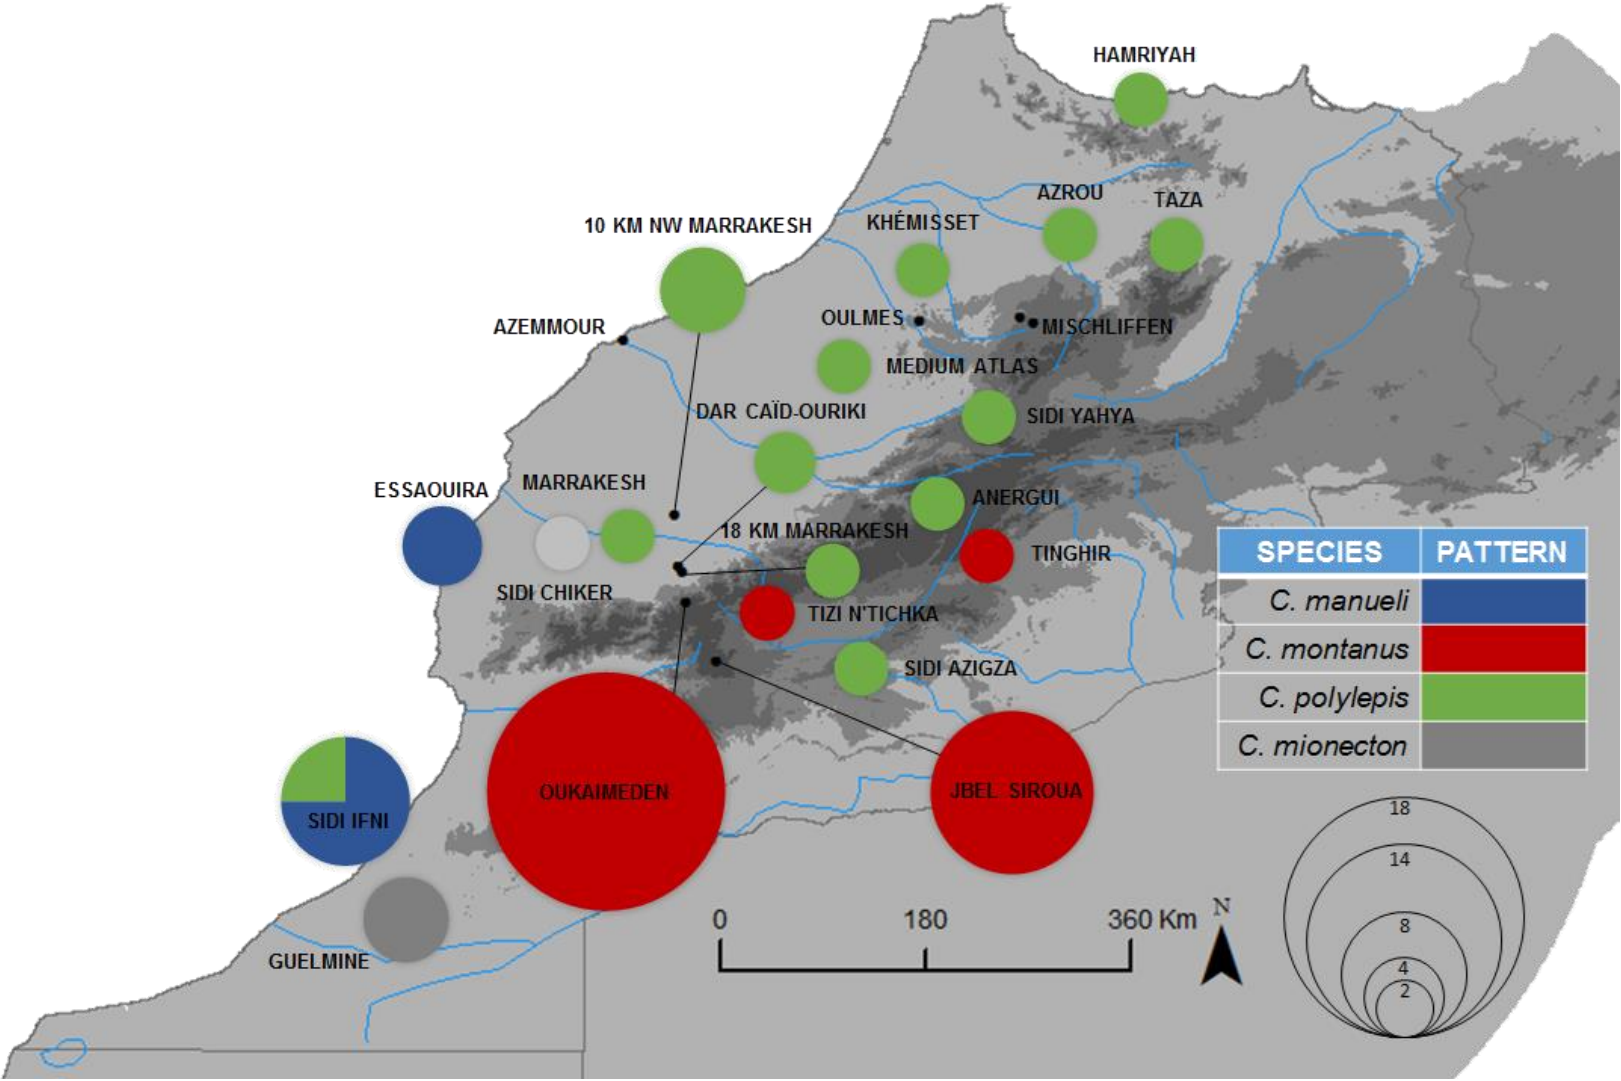 HAMRIYAH
AZROU
TAZA
KHÉMISSET
10 KM NW MARRAKESH
OULMES
AZEMMOUR
MISCHLIFFEN
MEDIUM ATLAS
DAR CAÏD-OURIKI
SIDI YAHYA
MARRAKESH
ESSAOUIRA
ANERGUI
18 KM MARRAKESH
TINGHIR
SIDI CHIKER
TIZI N'TICHKA
SIDI AZIGZA
OUKAIMEDEN
JBEL SIROUA
SIDI IFNI
GUELMINE
SPECIES PATTERN
C. manueli
C. montanus
C. polylepis
C. mionecton
18
14
8
4
2
0 180 360 Km
N